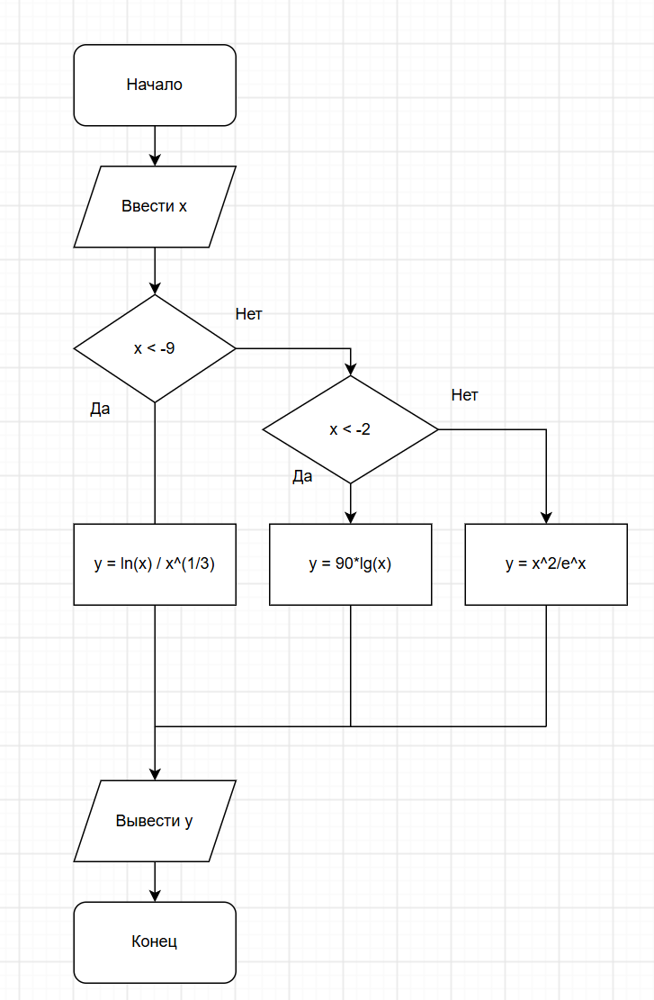 Начало
Ввести x
x < -9
Нет
Да
x < -2
Нет
Да
y = ln(x) / x^(1/3)
y = 90*lg(x)
y = x^2/e^x
Вывести y
Конец